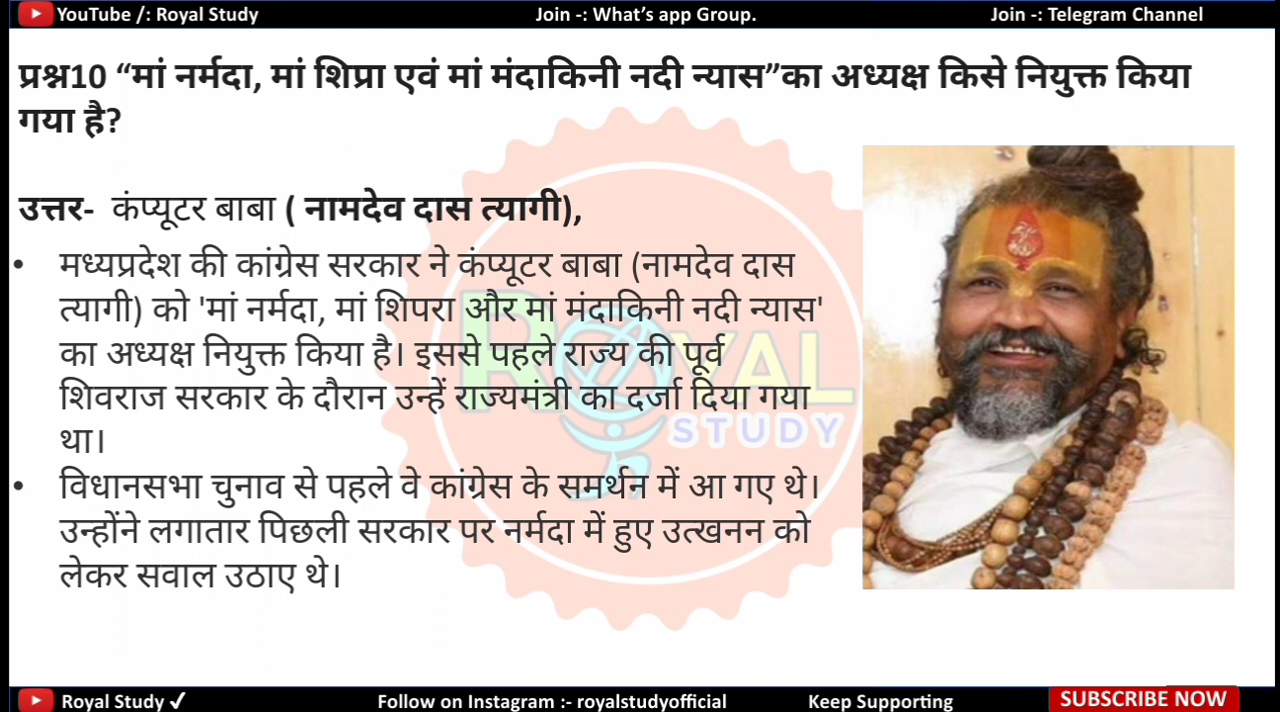 YouTube /: Royal Study
Join -: What's app Group.
Join -: Telegram Channel
प्रश्न10 “मां नर्मदा, मां शिप्रा एवं मां मंदाकिनी नदी न्यास”का अध्यक्ष किसे नियुक्त किया
गया है?
उत्तर- कंप्यूटर बाबा ( नामदेव दास त्यागी),
• मध्यप्रदेश की कांग्रेस सरकार ने कंप्यूटर बाबा (नामदेव दास
त्यागी) को 'मां नर्मदा, मां शिपरा और मां मंदाकिनी नदी न्यास'
का अध्यक्ष नियुक्त किया है। इससे पहले राज्य की पूर्व
शिवराज सरकार के दौरान उन्हें राज्यमंत्री का दर्जा दिया गया
था।
• विधानसभा चुनाव से पहले वे कांग्रेस के समर्थन में आ गए थे।
उन्होंने लगातार पिछली सरकार पर नर्मदा में हुए उत्खनन को
लेकर सवाल उठाए थे।
ROYAL
STUDY
Royal Study ✓
Follow on Instagram :- royalstudyofficial
Keep Supporting
SUBSCRIBE NOW